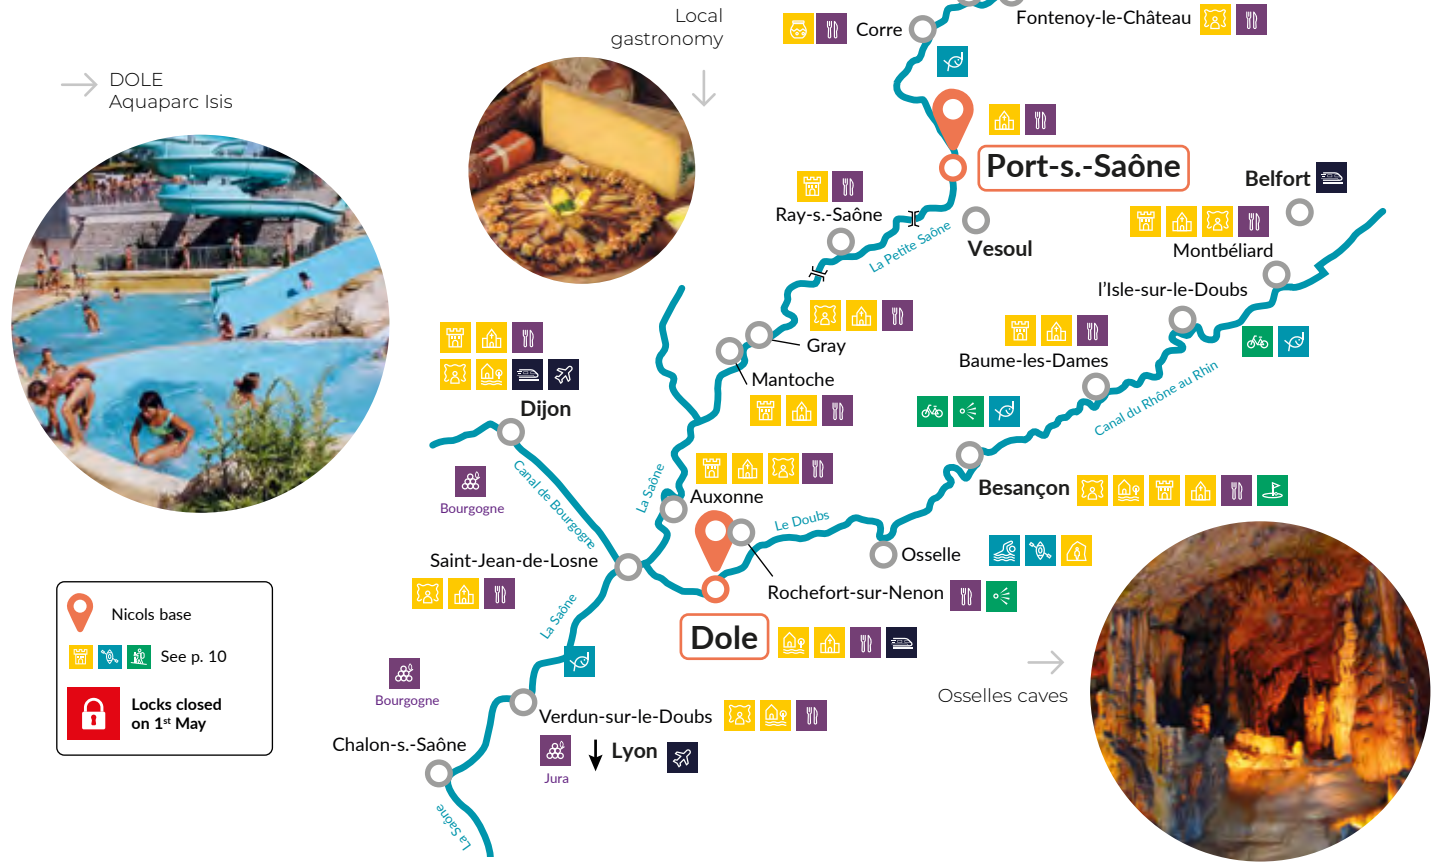 Local
gastronomy
DOLE
Aquaparc Isis
Corre
Fontenoy-le-Château
Port-s.-Saône
Belfort
Ray-s.-Saône
La Petite Saône
Vesoul
Montbéliard
l'Isle-sur-le-Doubs
Gray
Baume-les-Dames
Mantoche
Canal du Rhône au Rhin
Dijon
Bourgogne
Canal de Bourgogne
La Saône
Auxonne
Besançon
Le Doubs
Osselle
Saint-Jean-de-Losne
Rochefort-sur-Nenon
La Saône
Dole
Nicols base
See p. 10
Locks closed
on 1st May
Osselles caves
Bourgogne
Verdun-sur-le-Doubs
Chalon-s.-Saône
Lyon
Jura
La Saône